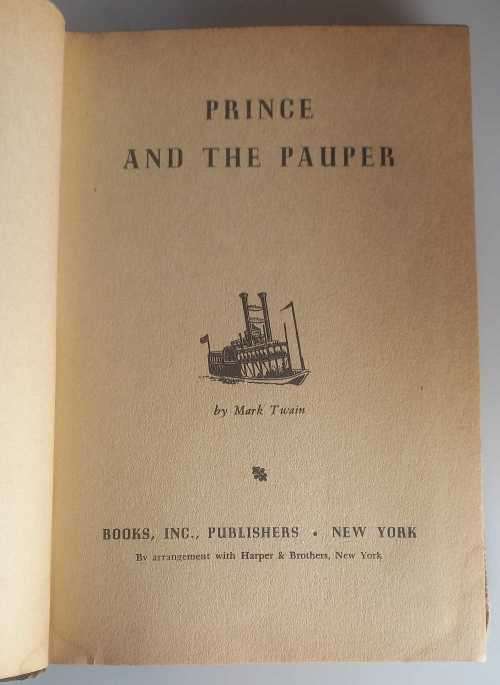 PRINCE
AND THE PAUPER
by Mark Twain
BOOKS, INC., PUBLISHERS • NEW YORK
By arrangement with Harper & Brothers, New York